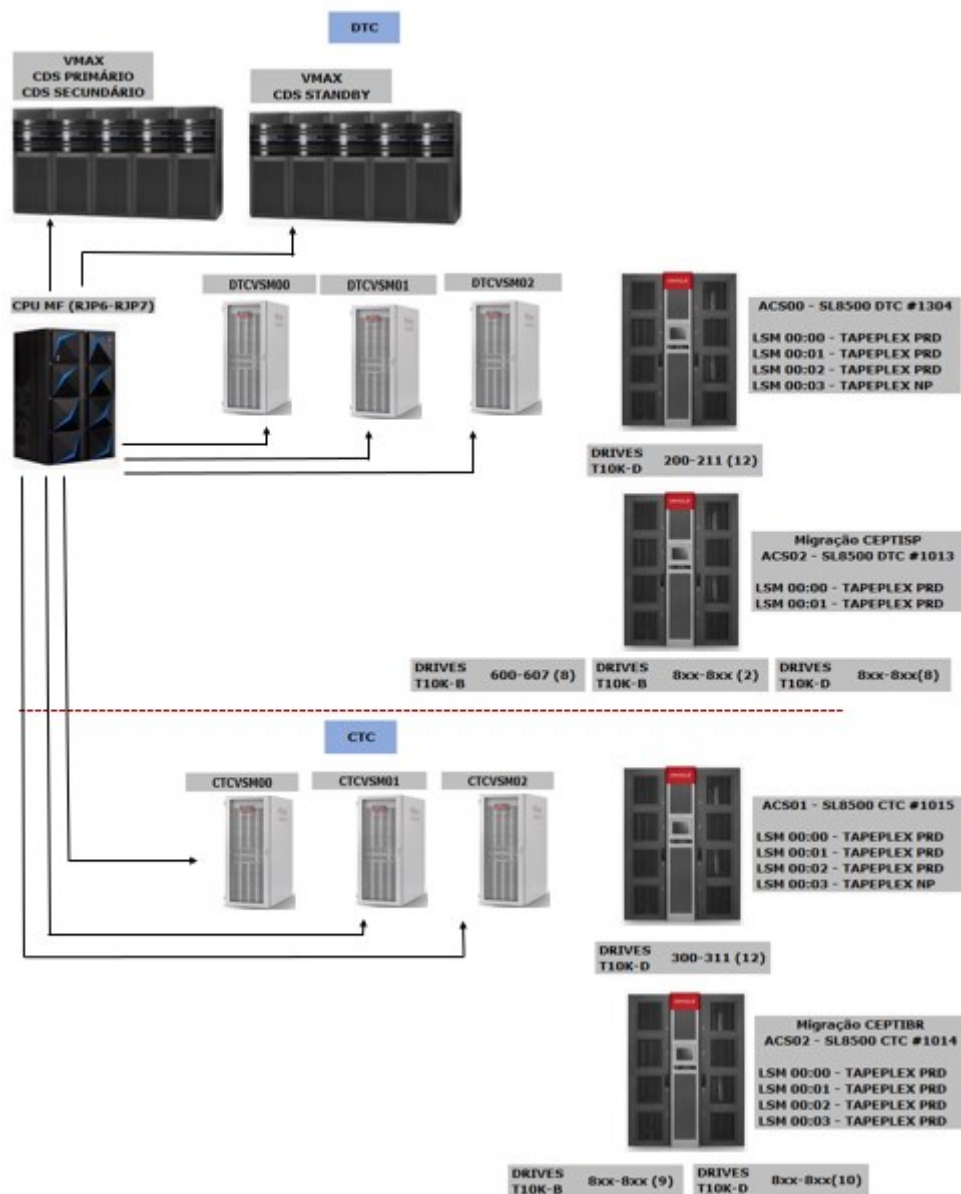 DTC
VMAX
CDS PRIMÁRIO
CDS SECUNDÁRIO
VMAX
CDS STANDBY
CPU MF (RJP6-RJP7)
DTCVSM00
DTCVSM01
DTCVSM02
ACS00 - SL8500 DTC #1304
LSM 00:00 - TAPEPLEX PRD
LSM 00:01 - TAPEPLEX PRD
LSM 00:02 - TAPEPLEX PRD
LSM 00:03 - TAPEPLEX NP
DRIVES
T10K-D
200-211 (12)
Migração CEPTISP
ACS02 - SL8500 DTC #1013
LSM 00:00 - TAPEPLEX PRD
LSM 00:01 - TAPEPLEX PRD
DRIVES
T10K-B
600-607 (8)
DRIVES
T10K-B
8xx-8xx (2)
DRIVES
T10K-D
8xx-8xx(8)
CTC
CTCVSM00
CTCVSM01
CTCVSM02
ACS01 - SL8500 CTC #1015
LSM 00:00 - TAPEPLEX PRD
LSM 00:01 - TAPEPLEX PRD
LSM 00:02 - TAPEPLEX PRD
LSM 00:03 - TAPEPLEX NP
DRIVES
T10K-D
300-311 (12)
Migração CEPTIBR
ACS02 - SL8500 CTC #1014
LSM 00:00 - TAPEPLEX PRD
LSM 00:01 - TAPEPLEX PRD
LSM 00:02 - TAPEPLEX PRD
LSM 00:03 - TAPEPLEX PRD
DRIVES
T10K-B
8xx-8xx (9)
DRIVES
T10K-D
8xx-8xx(10)